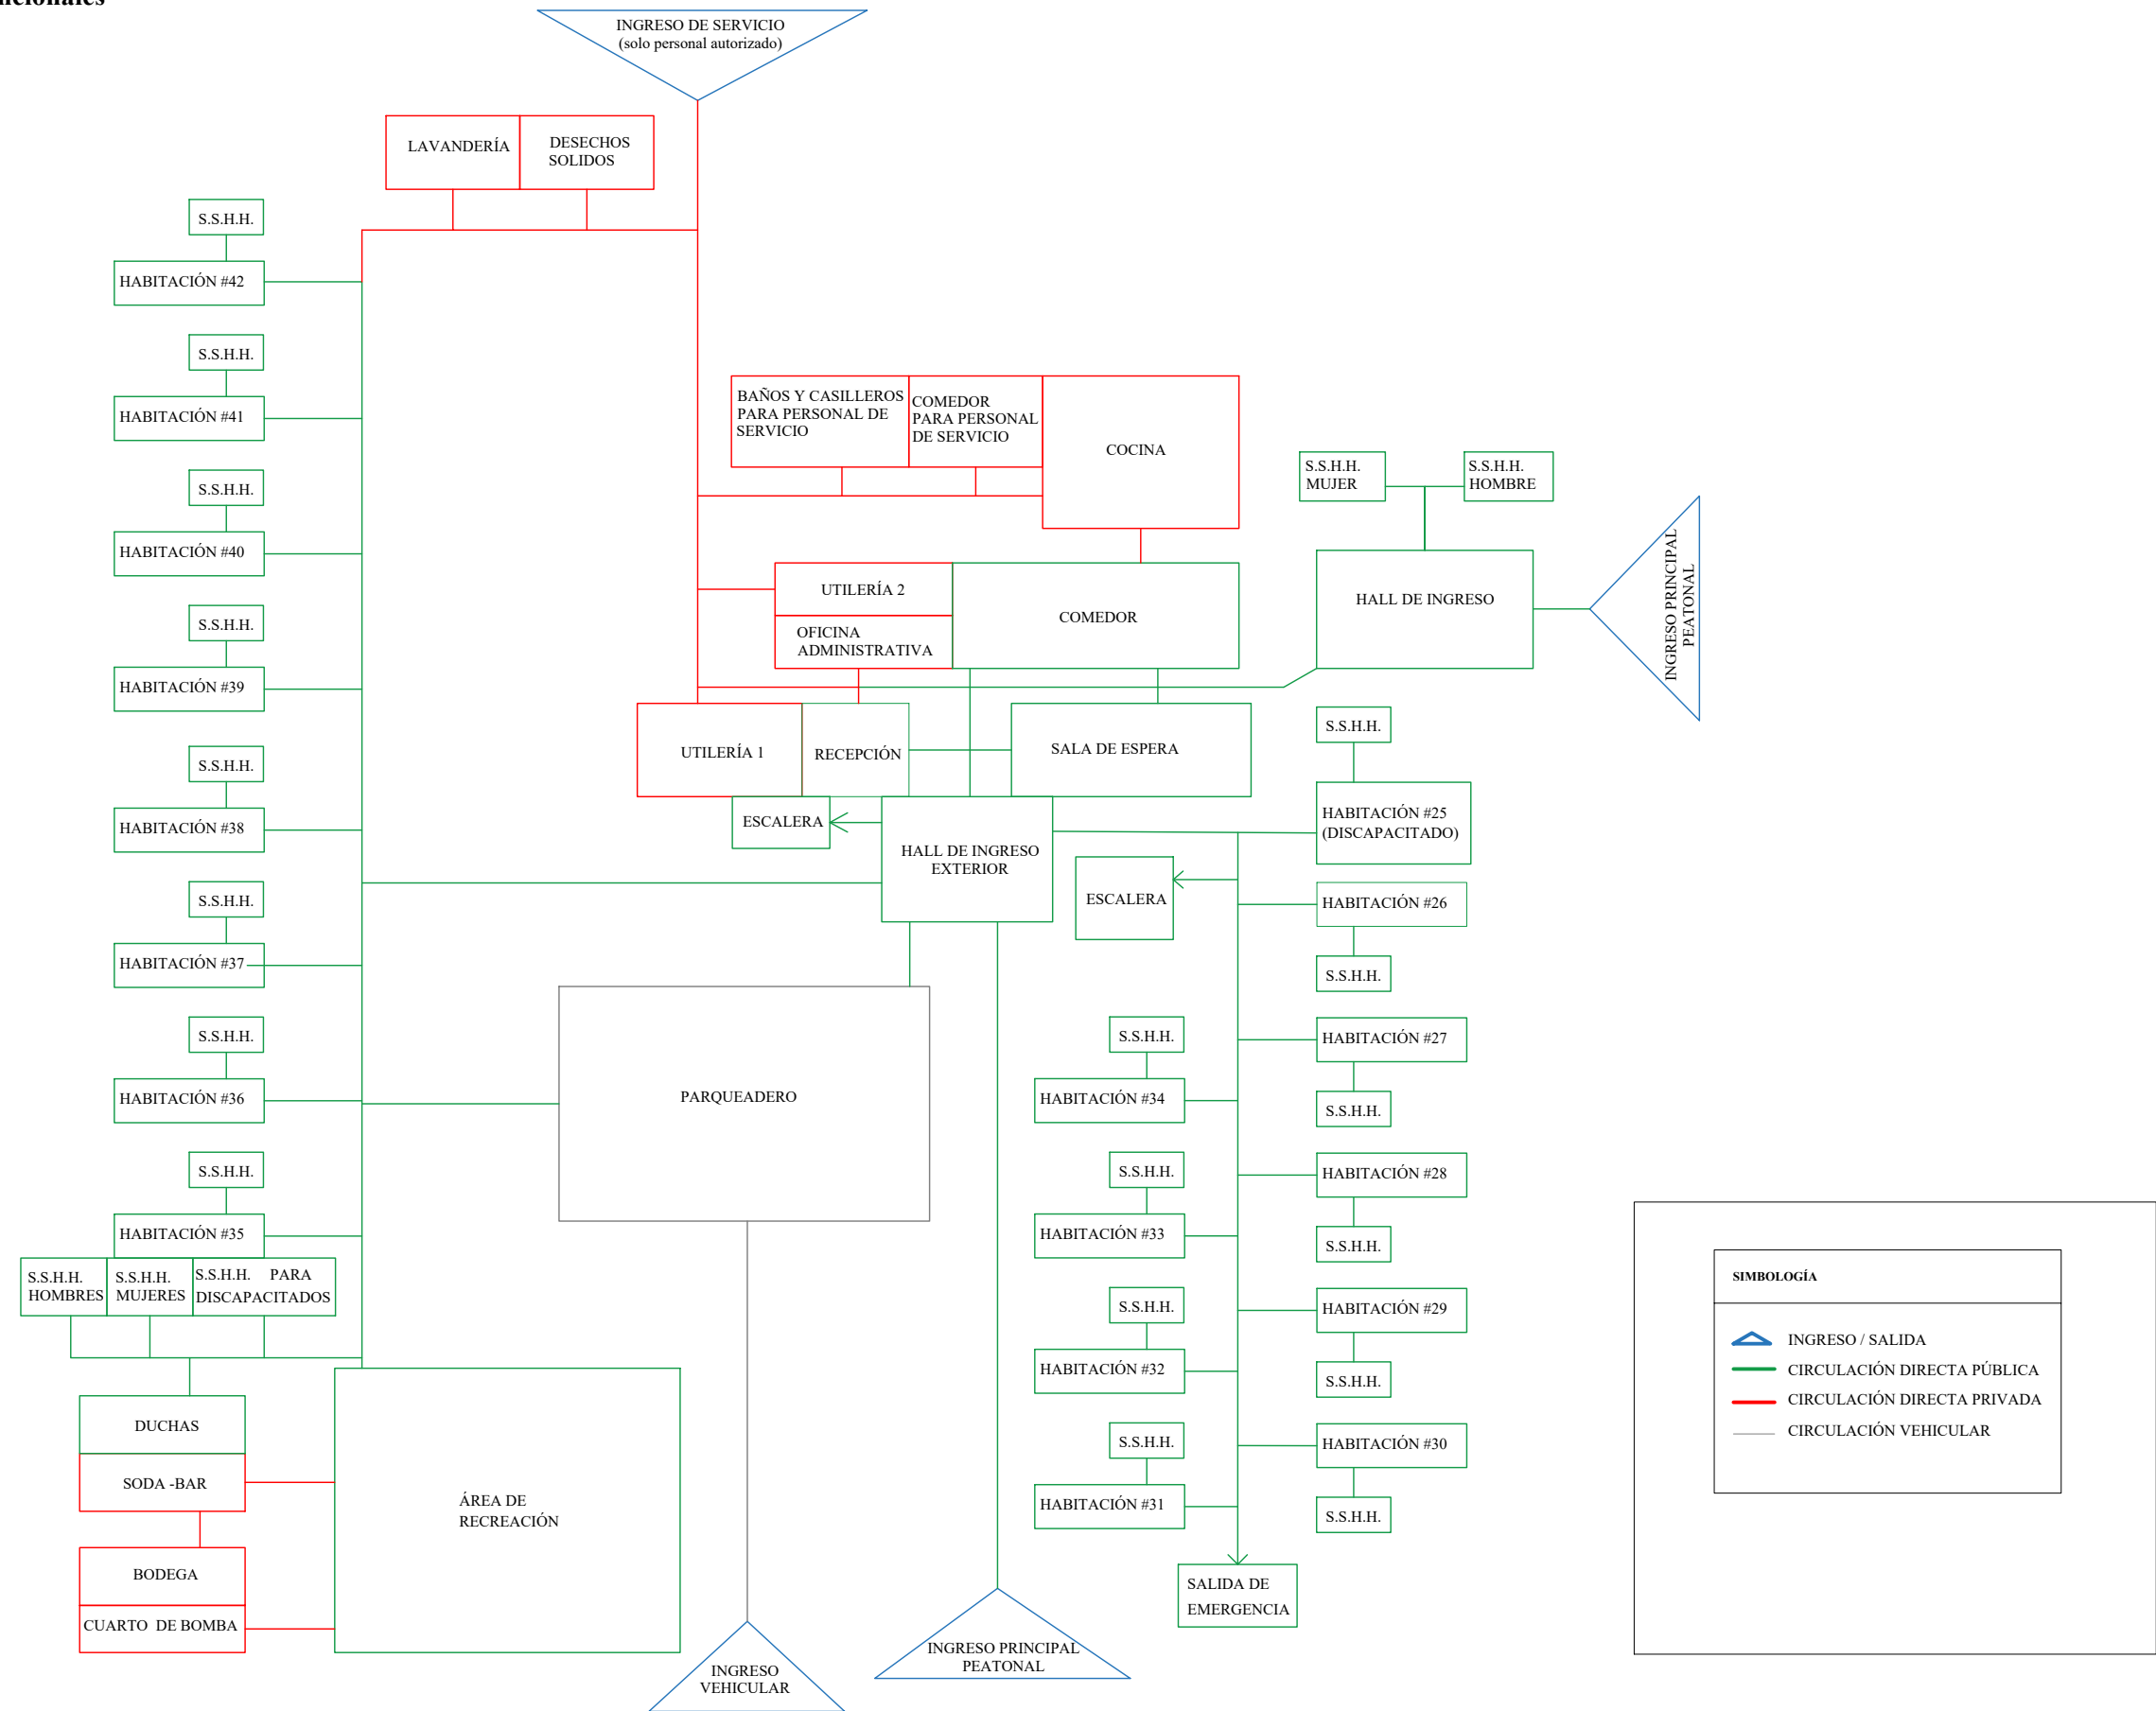 INGRESO DE SERVICIO
(solo personal autorizado)
LAVANDERÍA
DESECHOS
SOLIDOS
S.S.H.H.
HABITACIÓN #42
S.S.H.H.
HABITACIÓN #41
S.S.H.H.
HABITACIÓN #40
S.S.H.H.
HABITACIÓN #39
S.S.H.H.
HABITACIÓN #38
S.S.H.H.
HABITACIÓN #37
S.S.H.H.
HABITACIÓN #36
S.S.H.H.
HABITACIÓN #35
S.S.H.H.
HOMBRES
S.S.H.H.
MUJERES
S.S.H.H. PARA
DISCAPACITADOS
DUCHAS
SODA -BAR
BODEGA
CUARTO DE BOMBA
ÁREA DE
RECREACIÓN
BAÑOS Y CASILLEROS
PARA PERSONAL DE
SERVICIO
COMEDOR
PARA PERSONAL
DE SERVICIO
COCINA
UTILERÍA 2
OFICINA
ADMINISTRATIVA
COMEDOR
UTILERÍA 1
RECEPCIÓN
SALA DE ESPERA
ESCALERA
HALL DE INGRESO
EXTERIOR
ESCALERA
PARQUEADERO
S.S.H.H.
MUJER
S.S.H.H.
HOMBRE
HALL DE INGRESO
INGRESO PRINCIPAL
PEATONAL
S.S.H.H.
HABITACIÓN #25
(DISCAPACITADO)
HABITACIÓN #26
S.S.H.H.
HABITACIÓN #27
S.S.H.H.
HABITACIÓN #28
S.S.H.H.
HABITACIÓN #29
S.S.H.H.
HABITACIÓN #30
S.S.H.H.
S.S.H.H.
HABITACIÓN #34
S.S.H.H.
HABITACIÓN #33
S.S.H.H.
HABITACIÓN #32
S.S.H.H.
HABITACIÓN #31
SALIDA DE
EMERGENCIA
INGRESO PRINCIPAL
PEATONAL
INGRESO
VEHICULAR
SIMBOLOGÍA
INGRESO / SALIDA
CIRCULACIÓN DIRECTA PÚBLICA
CIRCULACIÓN DIRECTA PRIVADA
CIRCULACIÓN VEHICULAR